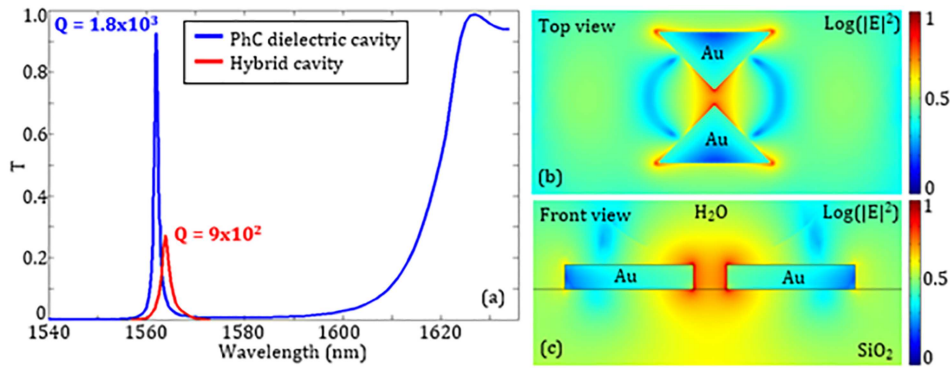 Q = 1.8x10³
PhC dielectric cavity
Hybrid cavity
Q = 9x10²
T
1.0
0.8
0.6
0.4
0.2
0
1540
1560
1580
1600
1620
Wavelength (nm)
(a)
Top view
Log(|E|²)
Au
Au
(b)
1
0.5
0
Front view
H₂O
Log(|E|²)
Au
Au
(c)
SiO₂
1
0.5
0